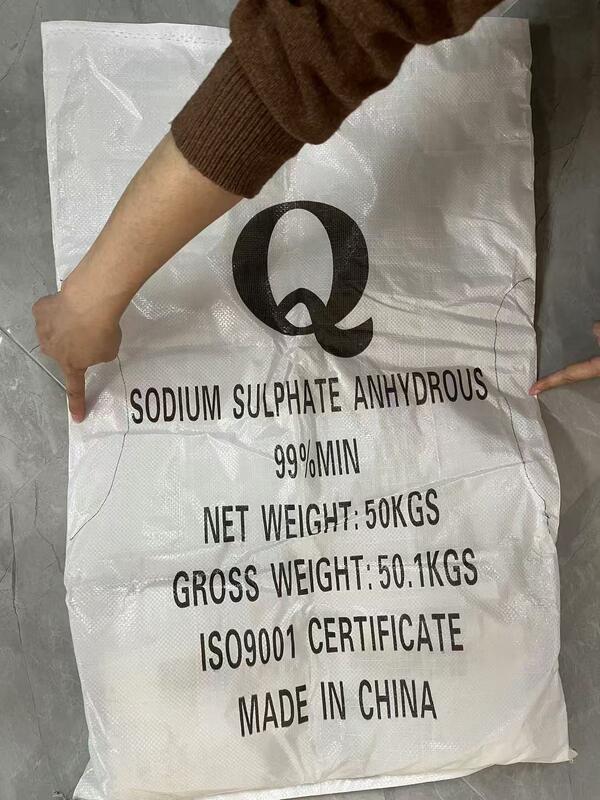 Q
SODIUM SULPHATE ANHYDROUS
99%MIN
NET WEIGHT: 50KGS
GROSS WEIGHT: 50.1KGS
ISO9001 CERTIFICATE
MADE IN CHINA